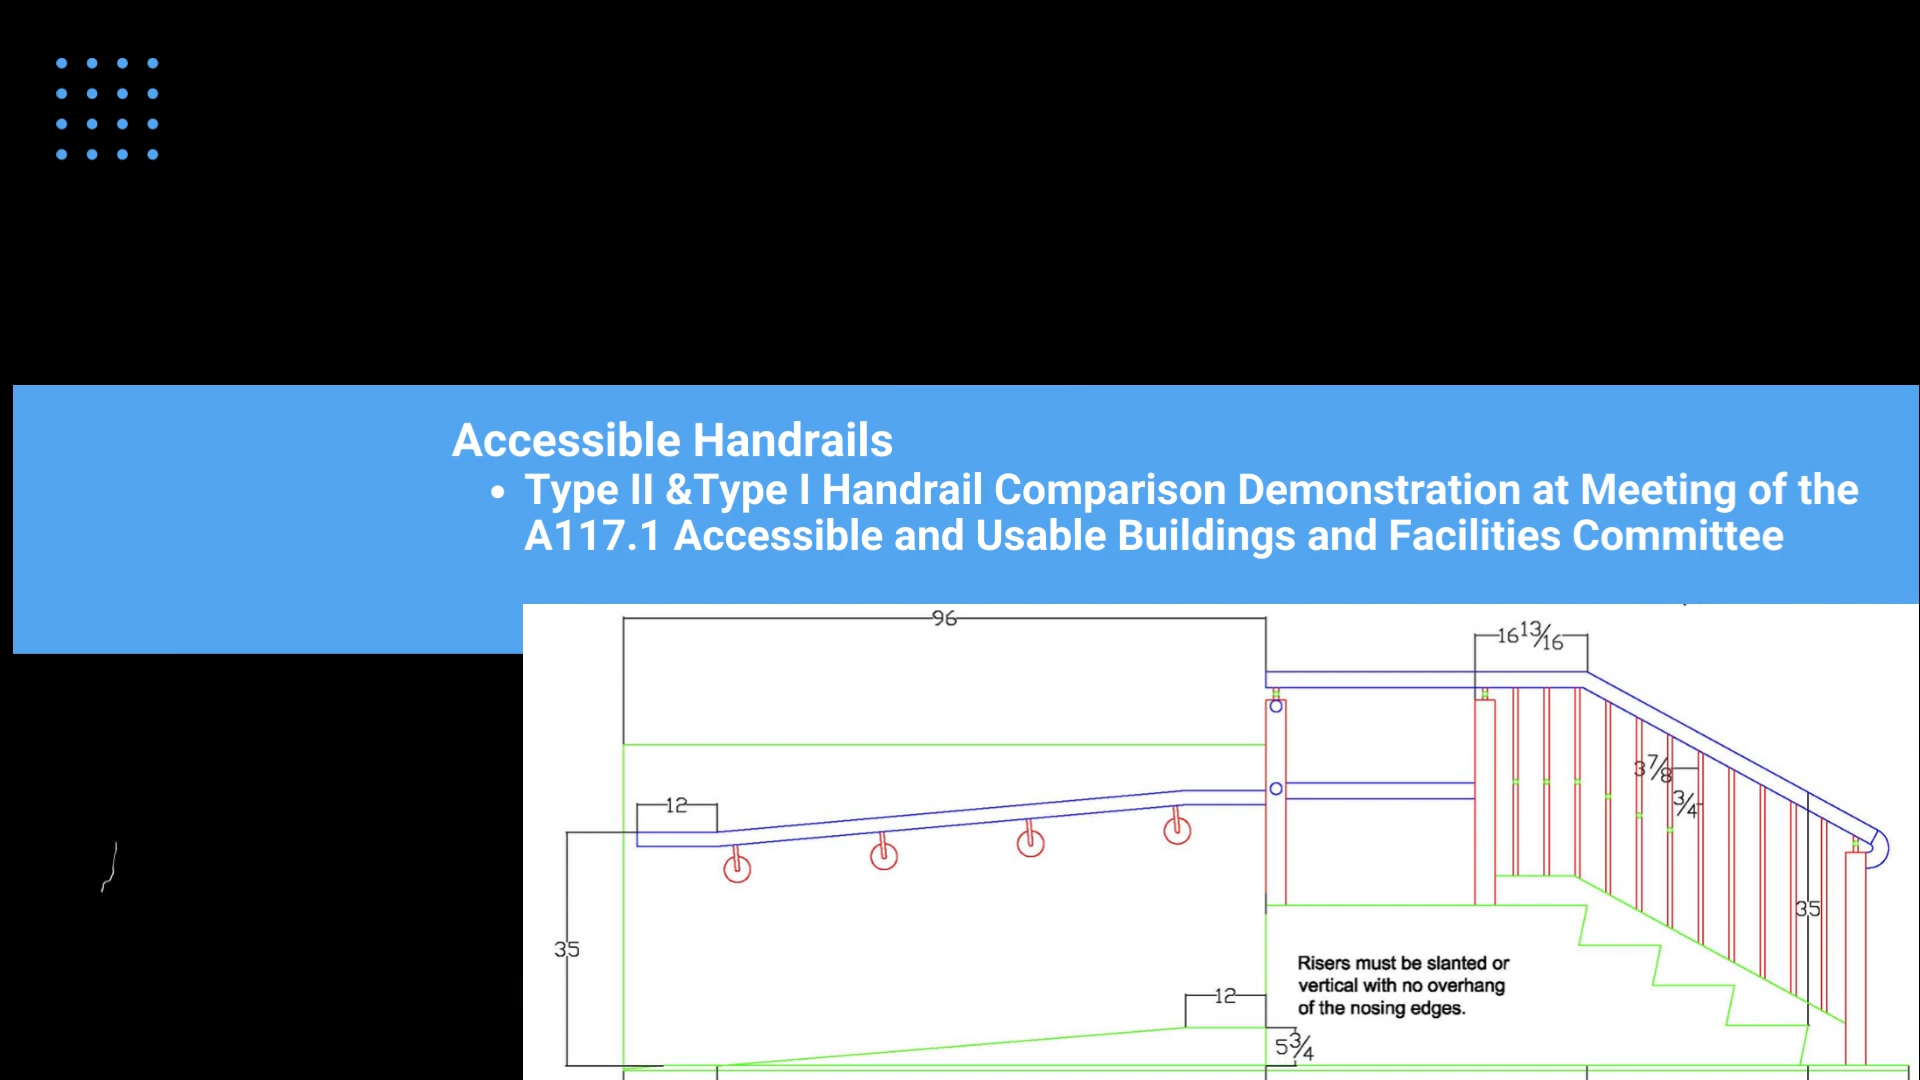 Accessible Handrails
• Type II &Type I Handrail Comparison Demonstration at Meeting of the
A117.1 Accessible and Usable Buildings and Facilities Committee
96
16 13/16
3 7/8
3/4
12
35
35
Risers must be slanted or
vertical with no overhang
of the nosing edges.
12
5 3/4